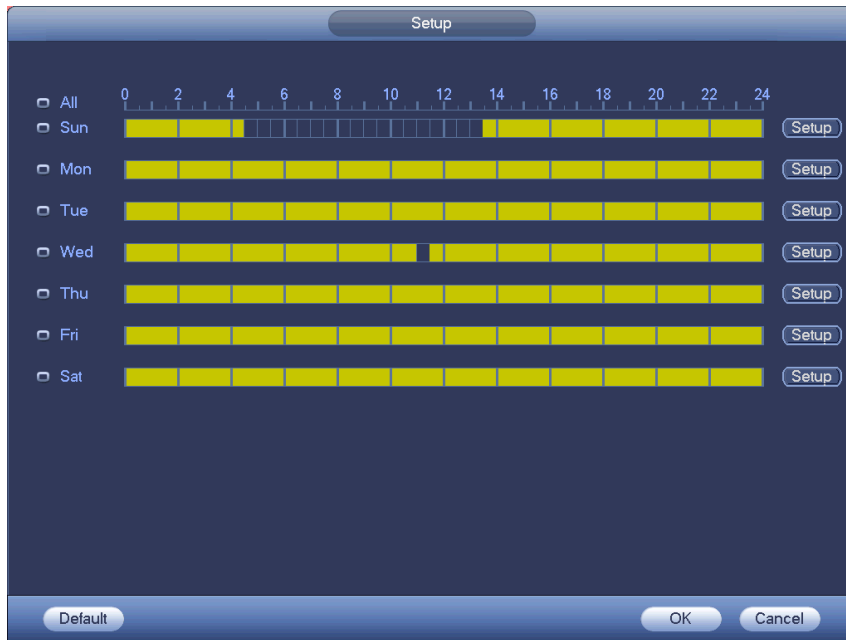 Setup
All 0 2 4 6 8 10 12 14 16 18 20 22 24
Sun Setup
Mon Setup
Tue Setup
Wed Setup
Thu Setup
Fri Setup
Sat Setup
Default OK Cancel